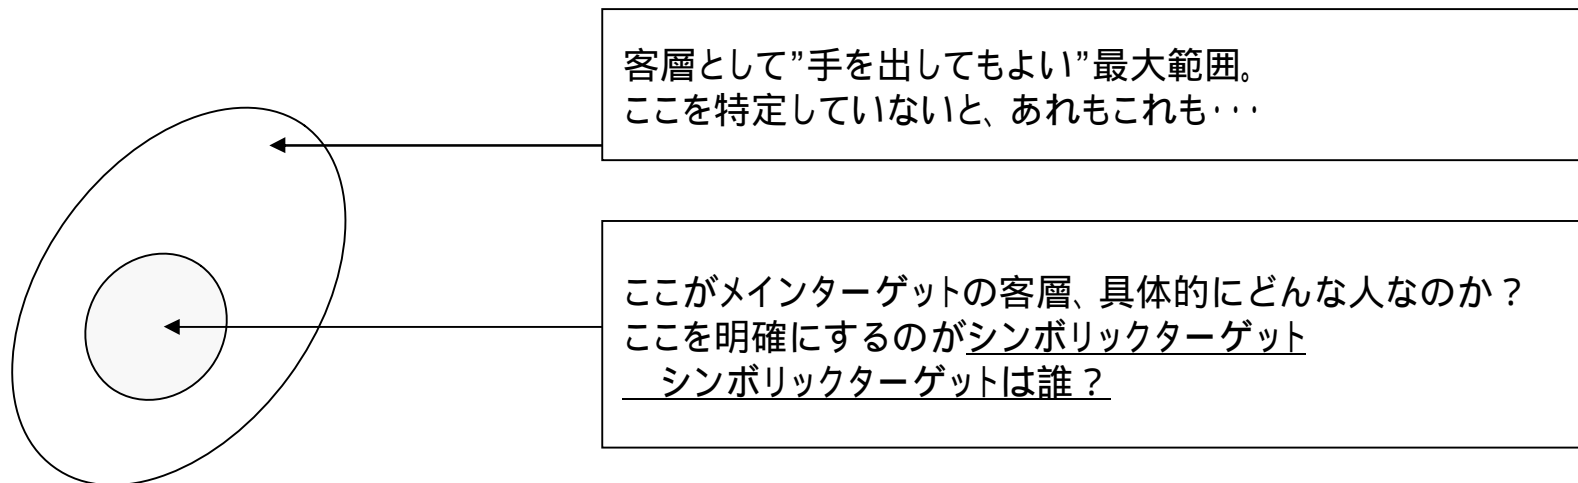 客層として”手を出してもよい”最大範囲。
ここを特定していないと、あれもこれも・・・
ここがメインターゲットの客層、具体的にどんな人なのか？
ここを明確にするのがシンボリックターゲット
シンボリックターゲットは誰？